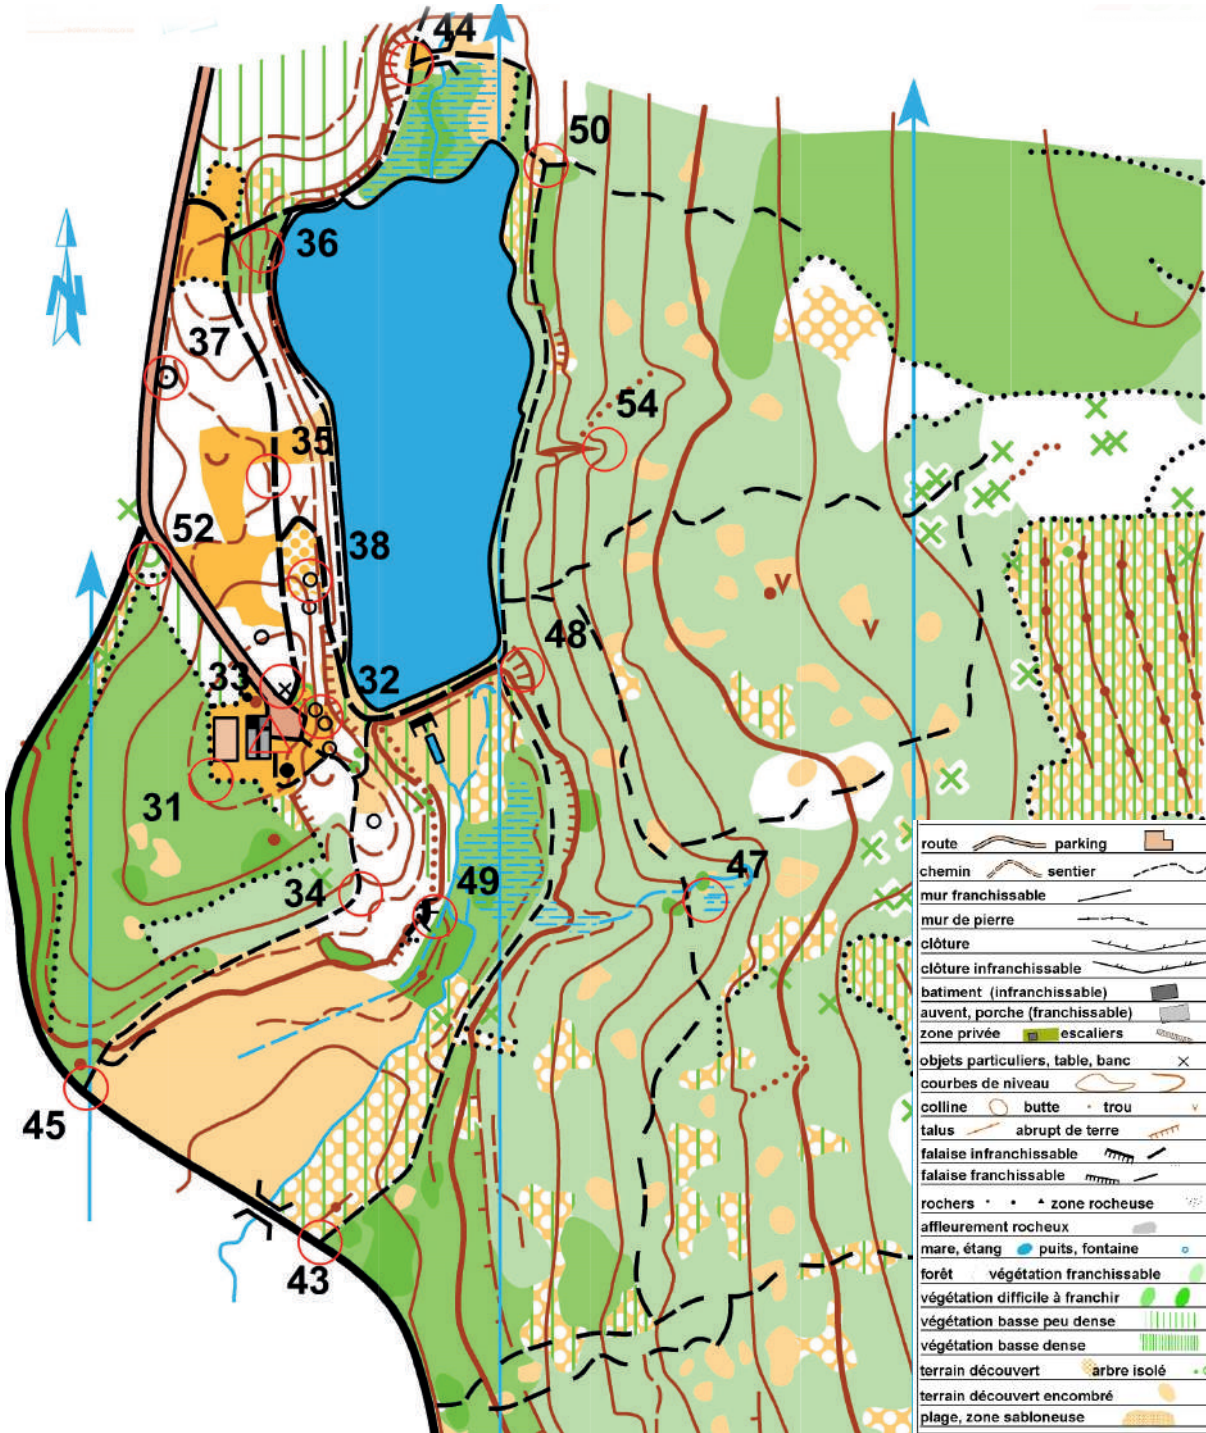 44
50
36
37
54
35
52
38
48
33
32
31
47
34
49
45
43
N
route parking
chemin sentier
mur franchissable
mur de pierre
clôture
clôture infranchissable
batiment (infranchissable)
auvent, porche (franchissable)
zone privée escaliers
objets particuliers, table, banc
courbes de niveau
colline butte trou
talus abrupt de terre
falaise infranchissable
falaise franchissable
rochers zone rocheuse
affleurement rocheux
mare, étang puits, fontaine
forêt végétation franchissable
végétation difficile à franchir
végétation basse peu dense
végétation basse dense
terrain découvert arbre isolé
terrain découvert encombré
plage, zone sabloneuse